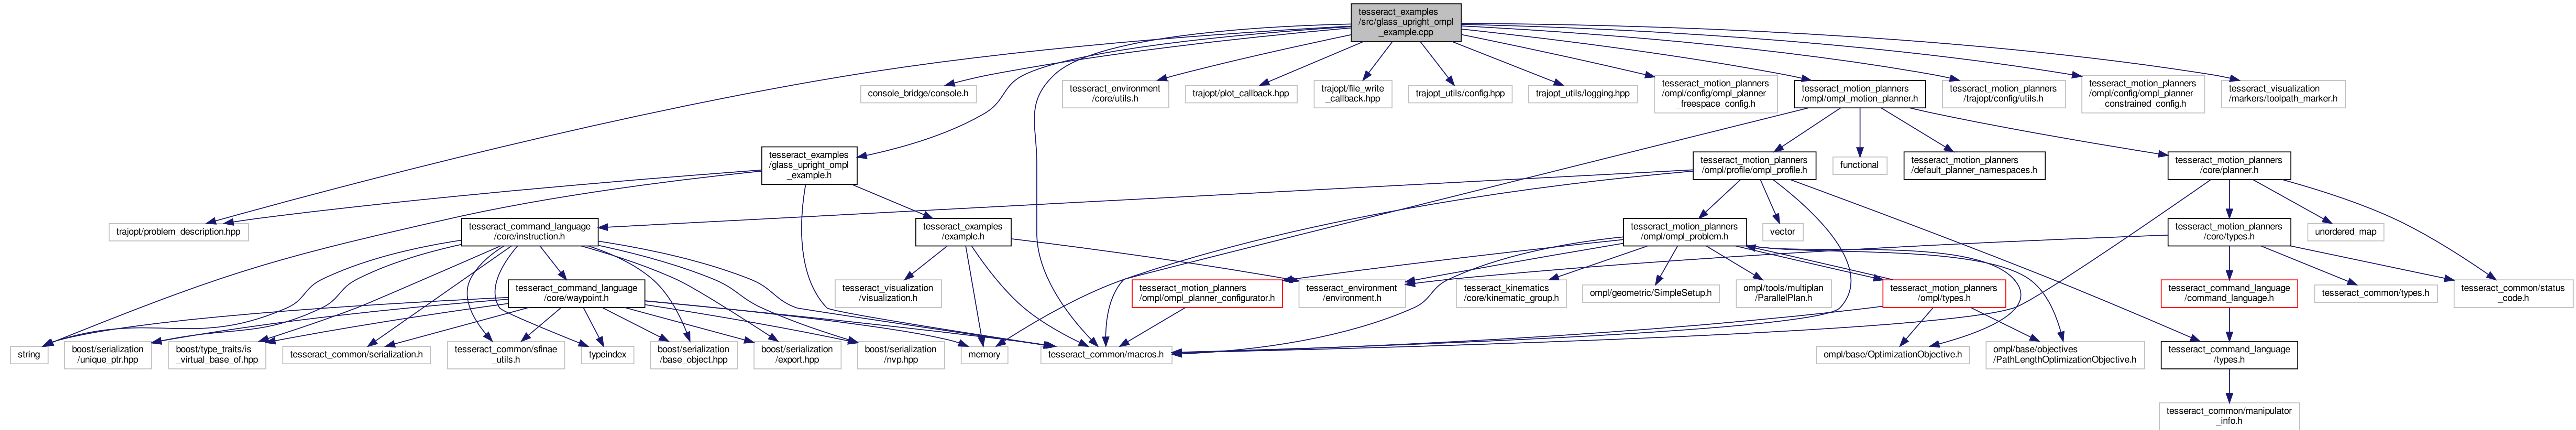 tesseract_examples
/src/glass_upright_ompl
_example.cpp
console_bridge/console.h
tesseract_environment
/core/utils.h
trajopt/plot_callback.hpp
trajopt/file_write
_callback.hpp
trajopt_utils/config.hpp
trajopt_utils/logging.hpp
tesseract_motion_planners
/ompl/config/ompl_planner
_freespace_config.h
tesseract_motion_planners
/ompl/ompl_motion_planner.h
tesseract_motion_planners
/trajopt/config/utils.h
tesseract_motion_planners
/ompl/config/ompl_planner
_constrained_config.h
tesseract_visualization
/markers/toolpath_marker.h
tesseract_examples
/glass_upright_ompl
_example.h
tesseract_motion_planners
/ompl/profile/ompl_profile.h
functional
tesseract_motion_planners
/default_planner_namespaces.h
tesseract_motion_planners
/core/planner.h
trajopt/problem_description.hpp
tesseract_command_language
/core/instruction.h
tesseract_examples
/example.h
tesseract_motion_planners
/ompl/ompl_problem.h
vector
tesseract_motion_planners
/core/types.h
unordered_map
tesseract_command_language
/core/waypoint.h
tesseract_visualization
/visualization.h
tesseract_motion_planners
/ompl/ompl_planner_configurator.h
tesseract_environment
/environment.h
tesseract_kinematics
/core/kinematic_group.h
ompl/geometric/SimpleSetup.h
ompl/tools/multiplan
/ParallelPlan.h
tesseract_motion_planners
/ompl/types.h
tesseract_command_language
/command_language.h
tesseract_common/types.h
tesseract_common/status
_code.h
string
boost/serialization
/unique_ptr.hpp
boost/type_traits/is
_virtual_base_of.hpp
tesseract_common/serialization.h
tesseract_common/sfinae
_utils.h
typeindex
boost/serialization
/base_object.hpp
boost/serialization
/export.hpp
boost/serialization
/nvp.hpp
memory
tesseract_common/macros.h
ompl/base/OptimizationObjective.h
ompl/base/objectives
/PathLengthOptimizationObjective.h
tesseract_command_language
/types.h
tesseract_common/manipulator
_info.h